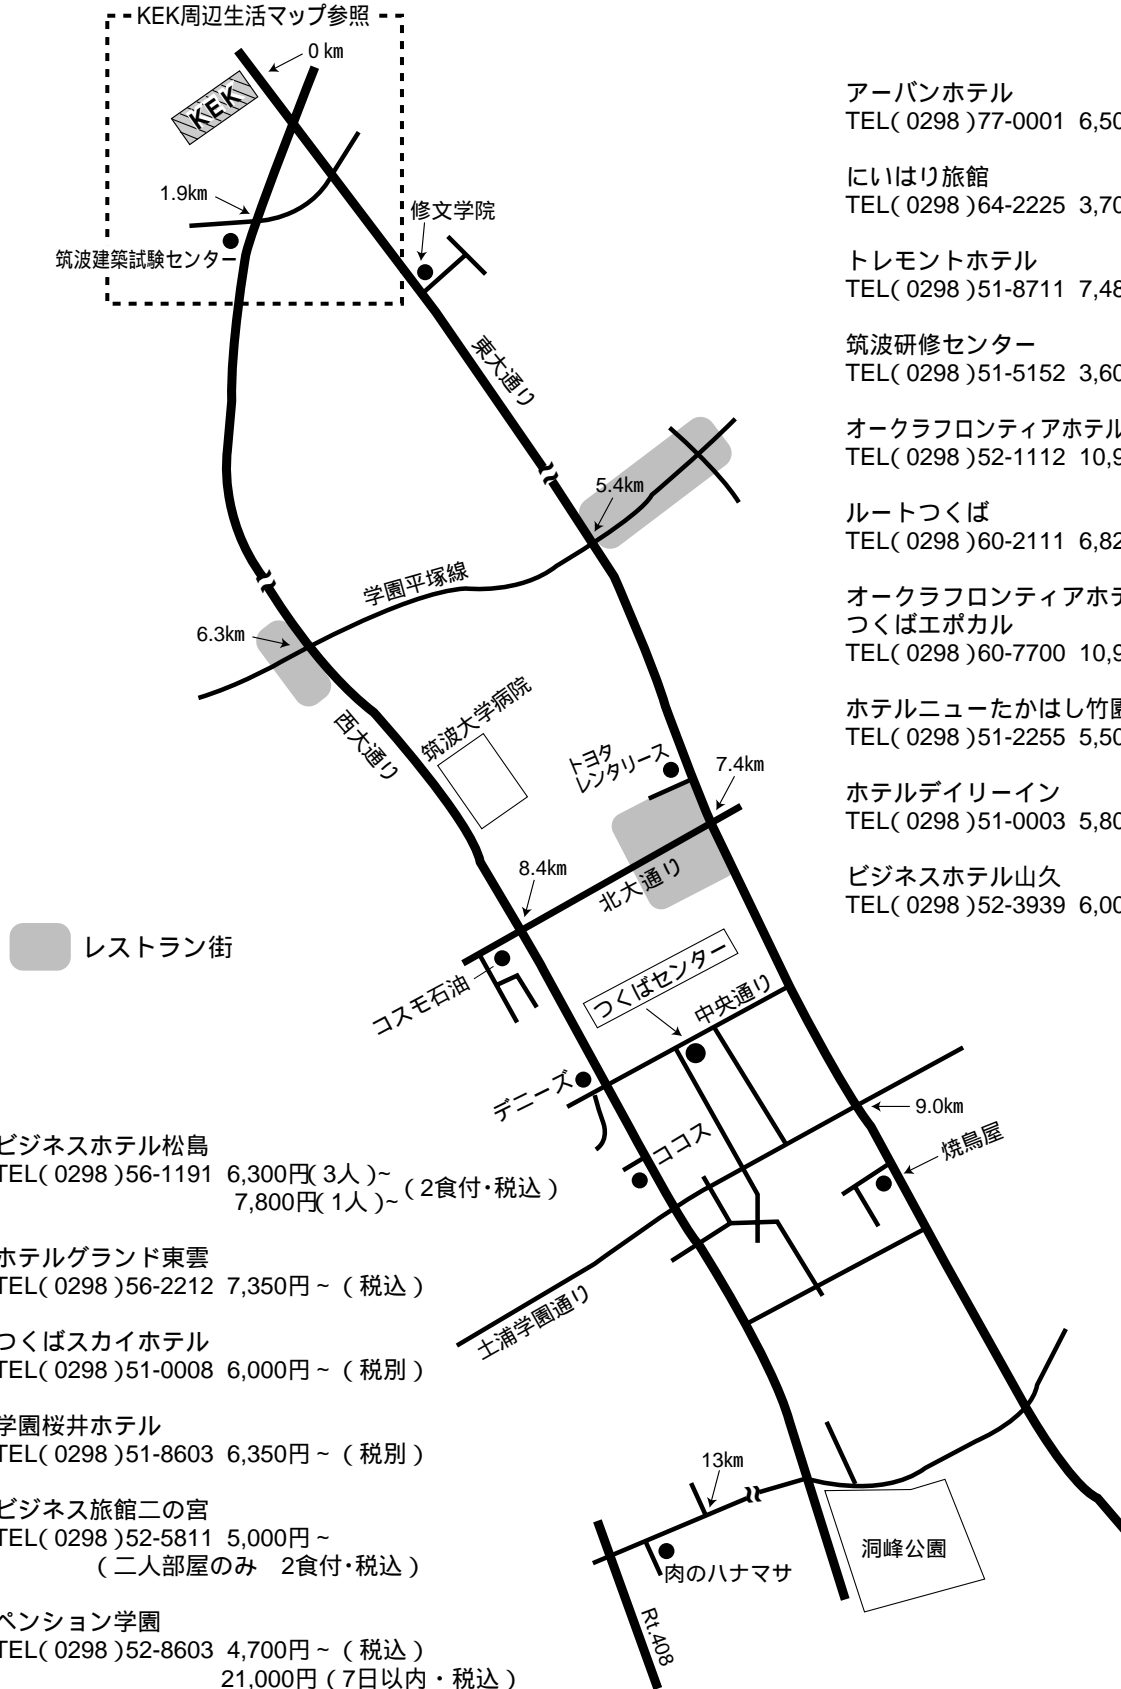 KEK周辺生活マップ参照
0 km
KEK
1.9km
修文学院
筑波建築試験センター
東大通り
5.4km
学園平塚線
6.3km
西大通り
筑波大学病院
トヨタ
レンタリース
7.4km
8.4km
北大通り
レストラン街
コスモ石油
つくばセンター
中央通り
デニーズ
ココス
9.0km
焼鳥屋
土浦学園通り
13km
肉のハナマサ
洞峰公園
Rt.408
アーバンホテル
TEL(0298)77-0001 6,50
にいはり旅館
TEL(0298)64-2225 3,70
トレモントホテル
TEL(0298)51-8711 7,48
筑波研修センター
TEL(0298)51-5152 3,60
オークラフロンティアホテル
TEL(0298)52-1112 10,9
ルートつくば
TEL(0298)60-2111 6,82
オークラフロンティアホテ
つくばエポカル
TEL(0298)60-7700 10,9
ホテルニューたかはし竹園
TEL(0298)51-2255 5,50
ホテルデイリーイン
TEL(0298)51-0003 5,80
ビジネスホテル山久
TEL(0298)52-3939 6,00
ビジネスホテル松島
TEL(0298)56-1191 6,300円(3人)~
7,800円(1人)~(2食付・税込)
ホテルグランド東雲
TEL(0298)56-2212 7,350円~(税込)
つくばスカイホテル
TEL(0298)51-0008 6,000円~(税別)
学園桜井ホテル
TEL(0298)51-8603 6,350円~(税別)
ビジネス旅館二の宮
TEL(0298)52-5811 5,000円~
(二人部屋のみ 2食付・税込)
ペンション学園
TEL(0298)52-8603 4,700円~(税込)
21,000円(7日以内・税込)